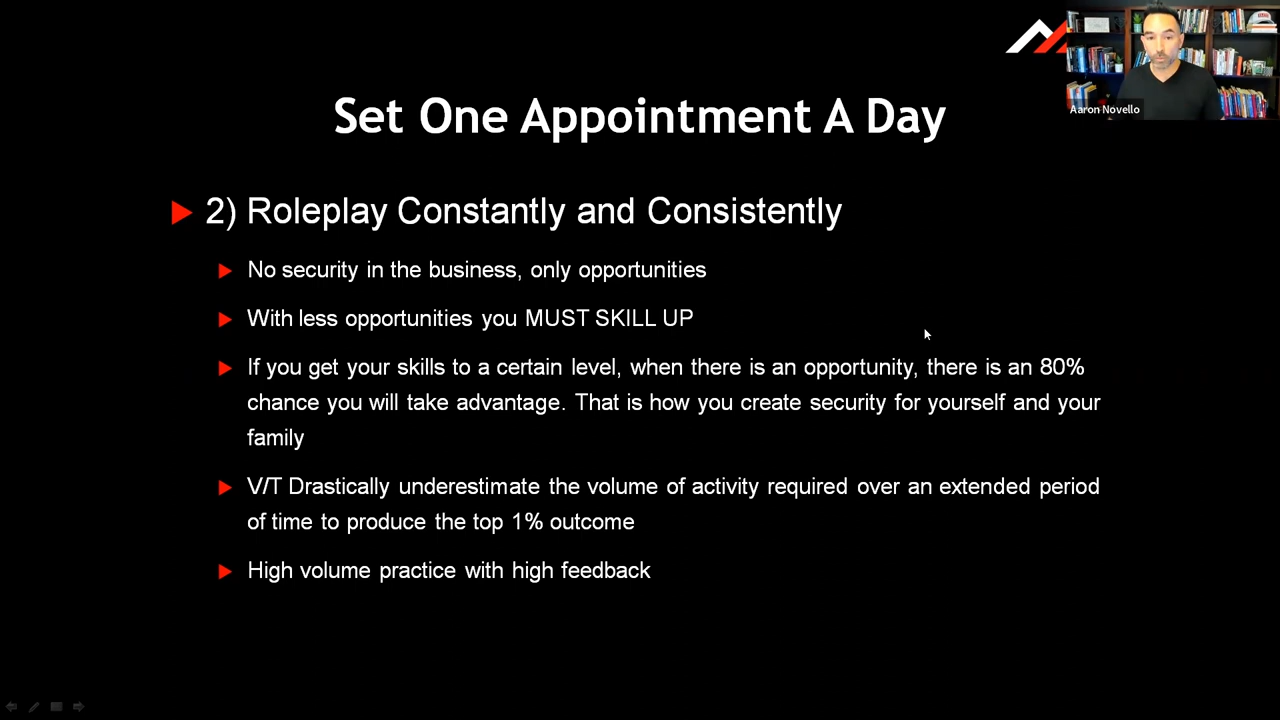 Aaron Novello
Set One Appointment A Day
2) Roleplay Constantly and Consistently
No security in the business, only opportunities
With less opportunities you MUST SKILL UP
If you get your skills to a certain level, when there is an opportunity, there is an 80%
chance you will take advantage. That is how you create security for yourself and your
family
V/T Drastically underestimate the volume of activity required over an extended period
of time to produce the top 1% outcome
High volume practice with high feedback